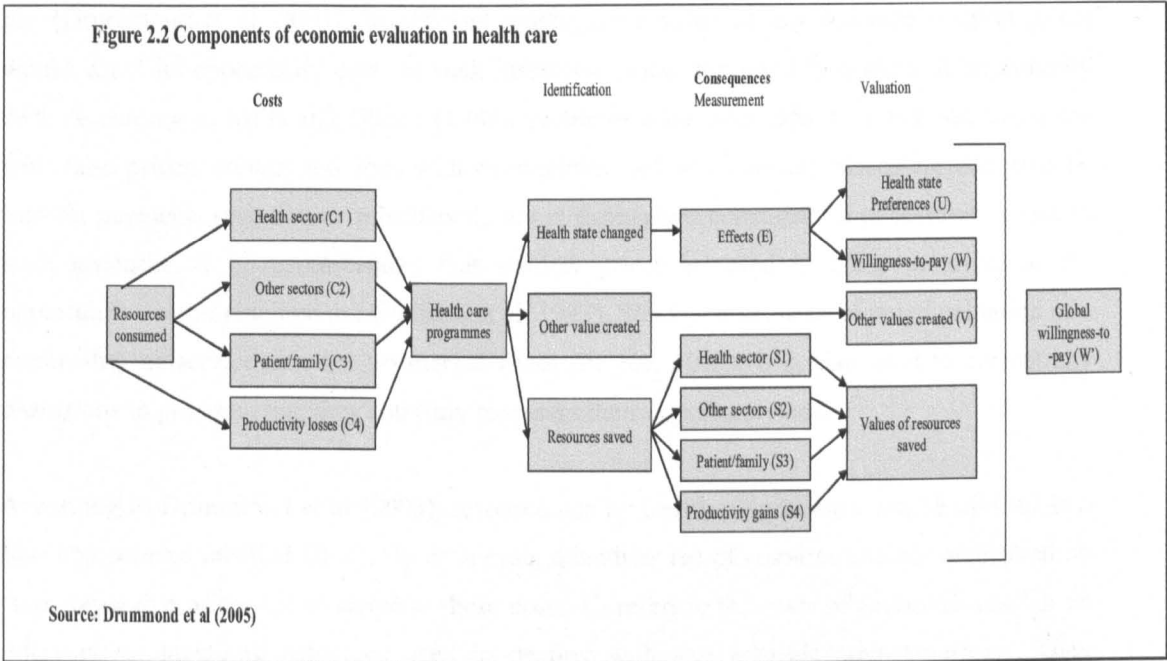 Figure 2.2 Components of economic evaluation in health care
Costs
Identification
Consequences
Measurement
Valuation
Resources
consumed
Health sector (C1)
Other sectors (C2)
Patient/family (C3)
Productivity losses (C4)
Health care
programmes
Health state changed
Other value created
Resources saved
Effects (E)
Health sector (S1)
Other sectors (S2)
Patient/family (S3)
Productivity gains (S4)
Health state
Preferences (U)
Willingness-to-pay (W)
Other values created (V)
Values of resources
saved
Global
willingness-to
-pay (W')
Source: Drummond et al (2005)